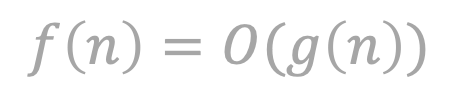 f(n) = O(g(n))